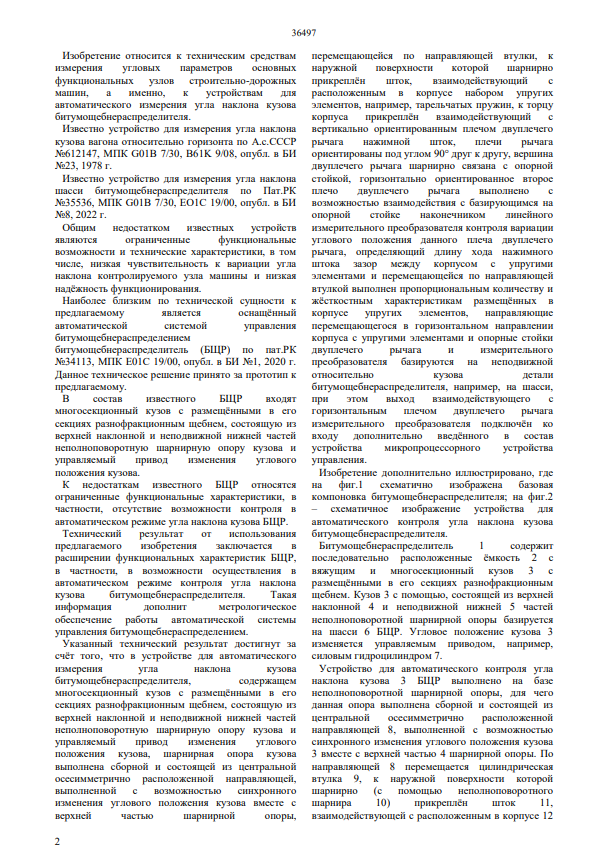 36497
Изобретение относится к техническим средствам
измерения угловых параметров основных
функциональных узлов строительно-дорожных
машин, а именно, к устройствам для
автоматического измерения угла наклона кузова
битумощебнераспределителя.
Известно устройство для измерения угла наклона
кузова вагона относительно горизонта по А.с.СССР
№612147, МПК G01B 7/30, B61K 9/08, опубл. в БИ
№23, 1978 г.
Известно устройство для измерения угла наклона
шасси битумощебнераспределителя по Пат.РК
№35536, МПК G01B 7/30, EO1C 19/00, опубл. в БИ
№8, 2022 г.
Общим недостатком известных устройств
являются ограниченные функциональные
возможности и технические характеристики, в том
числе, низкая чувствительность к вариации угла
наклона контролируемого узла машины и низкая
надёжность функционирования.
Наиболее близким по технической сущности к
предлагаемому является оснащённый
автоматической системой управления
битумощебнераспределением
битумощебнераспределитель (БЩР) по пат.РК
№34113, МПК E01C 19/00, опубл. в БИ №1, 2020 г.
Данное техническое решение принято за прототип к
предлагаемому.
В состав известного БЩР входят
многосекционный кузов с размещёнными в его
секциях разнофракционным щебнем, состоящую из
верхней наклонной и неподвижной нижней частей
неполноповоротную шарнирную опору кузова и
управляемый привод изменения углового
положения кузова.
К недостаткам известного БЩР относятся
ограниченные функциональные характеристики, в
частности, отсутствие возможности контроля в
автоматическом режиме угла наклона кузова БЩР.
Технический результат от использования
предлагаемого изобретения заключается в
расширении функциональных характеристик БЩР,
в частности, в возможности осуществления в
автоматическом режиме контроля угла наклона
кузова битумощебнераспределителя. Такая
информация дополнит метрологическое
обеспечение работы автоматической системы
управления битумощебнераспределением.
Указанный технический результат достигнут за
счёт того, что в устройстве для автоматического
измерения угла наклона кузова
битумощебнераспределителя, содержащем
многосекционный кузов с размещёнными в его
секциях разнофракционным щебнем, состоящую из
верхней наклонной и неподвижной нижней частей
неполноповоротную шарнирную опору кузова и
управляемый привод изменения углового
положения кузова, шарнирная опора кузова
выполнена сборной и состоящей из центральной
осесимметрично расположенной направляющей,
выполненной с возможностью синхронного
изменения углового положения кузова вместе с
верхней частью шарнирной опоры,
перемещающейся по направляющей втулки, к
наружной поверхности которой шарнирно
прикреплён шток, взаимодействующий с
расположенным в корпусе набором упругих
элементов, например, тарельчатых пружин, к торцу
корпуса прикреплён взаимодействующий с
вертикально ориентированным плечом двуплечего
рычага нажимной шток, плечи рычага
ориентированы под углом 90° друг к другу, вершина
двуплечего рычага шарнирно связана с опорной
стойкой, горизонтально ориентированное второе
плечо двуплечего рычага выполнено с
возможностью взаимодействия с базирующимся на
опорной стойке наконечником линейного
измерительного преобразователя контроля вариации
углового положения данного плеча двуплечего
рычага, определяющий длину хода нажимного
штока зазор между корпусом с упругими
элементами и перемещающейся по направляющей
втулкой выполнен пропорциональным количеству и
жёсткостным характеристикам размещённых в
корпусе упругих элементов, направляющие
перемещающегося в горизонтальном направлении
корпуса с упругими элементами и опорные стойки
двуплечего рычага и измерительного
преобразователя базируются на неподвижной
относительно кузова детали
битумощебнераспределителя, например, на шасси,
при этом выход взаимодействующего с
горизонтальным плечом двуплечего рычага
измерительного преобразователя подключён ко
входу дополнительно введённого в состав
устройства микропроцессорного устройства
управления.
Изобретение дополнительно иллюстрировано, где
на фиг.1 схематично изображена базовая
компоновка битумощебнераспределителя; на фиг.2
– схематичное изображение устройства для
автоматического контроля угла наклона кузова
битумощебнераспределителя.
Битумощебнераспределитель 1 содержит
последовательно расположенные ёмкость 2 с
вяжущим и многосекционный кузов 3 с
размещёнными в его секциях разнофракционным
щебнем. Кузов 3 с помощью, состоящей из верхней
наклонной 4 и неподвижной нижней 5 частей
неполноповоротной шарнирной опоры базируется
на шасси 6 БЩР. Угловое положение кузова 3
изменяется управляемым приводом, например,
силовым гидроцилиндром 7.
Устройство для автоматического контроля угла
наклона кузова 3 БЩР выполнено на базе
неполноповоротной шарнирной опоры, для чего
данная опора выполнена сборной и состоящей из
центральной осесимметрично расположенной
направляющей 8, выполненной с возможностью
синхронного изменения углового положения кузова
3 вместе с верхней частью 4 шарнирной опоры. По
направляющей 8 перемещается цилиндрическая
втулка 9, к наружной поверхности которой
шарнирно (с помощью неполноповоротного
шарнира 10) прикреплён шток 11,
взаимодействующей с расположенным в корпусе 12
2